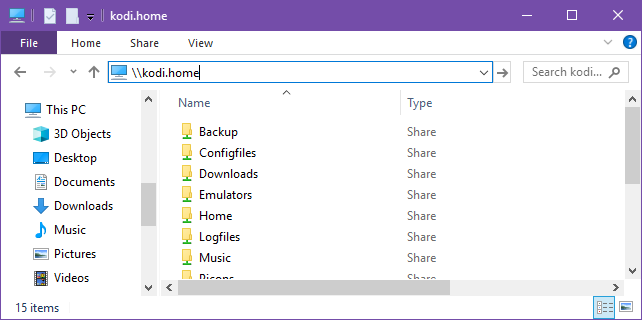 kodi.home
File Home Share View
\\kodi.home
Search kodi....
Name Type
This PC
3D Objects
Desktop
Documents
Downloads
Music
Pictures
Videos
Backup Share
Configfiles Share
Downloads Share
Emulators Share
Home Share
Logfiles Share
Music Share
Picons Share
15 items